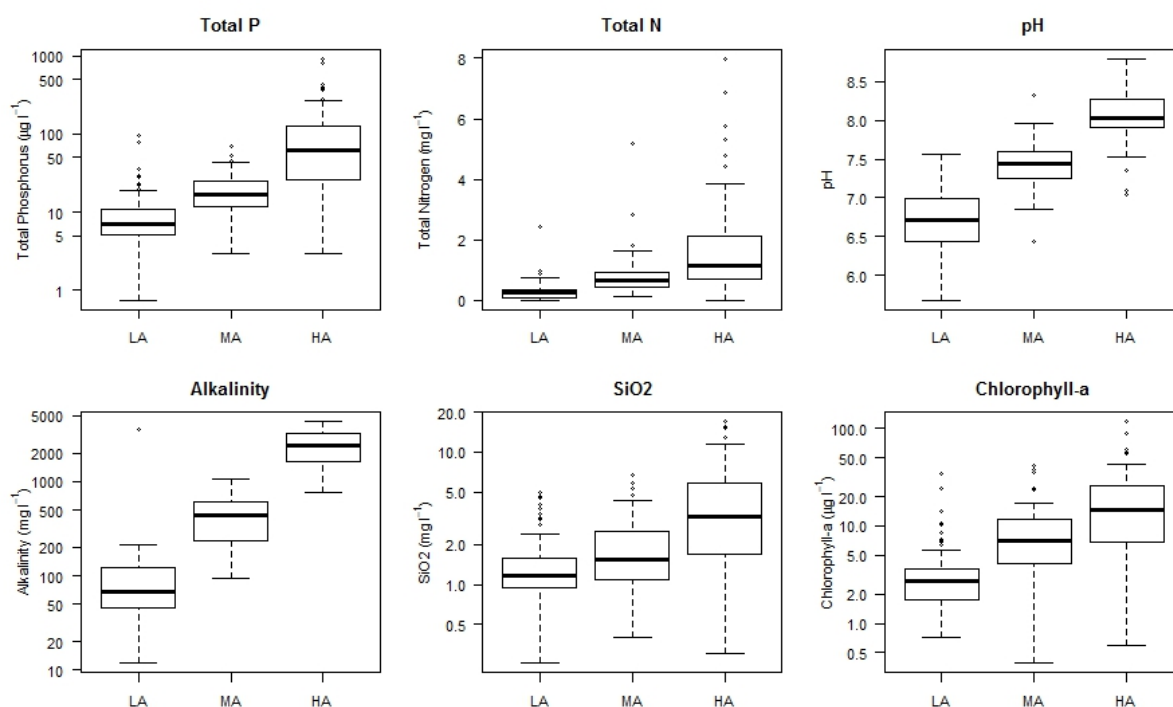 Total P
Total Phosphorus (µg l⁻¹)
1000
500
100
50
10
5
1
LA MA HA
Total N
Total Nitrogen (mg l⁻¹)
8
6
4
2
0
LA MA HA
pH
pH
8.5
8.0
7.5
7.0
6.5
6.0
LA MA HA
Alkalinity
Alkalinity (mg l⁻¹)
5000
2000
1000
500
200
100
50
20
10
LA MA HA
SiO2
SiO2 (mg l⁻¹)
20.0
5.0
2.0
1.0
0.5
LA MA HA
Chlorophyll-a
Chlorophyll-a (µg l⁻¹)
100.0
50.0
20.0
10.0
5.0
2.0
1.0
0.5
LA MA HA